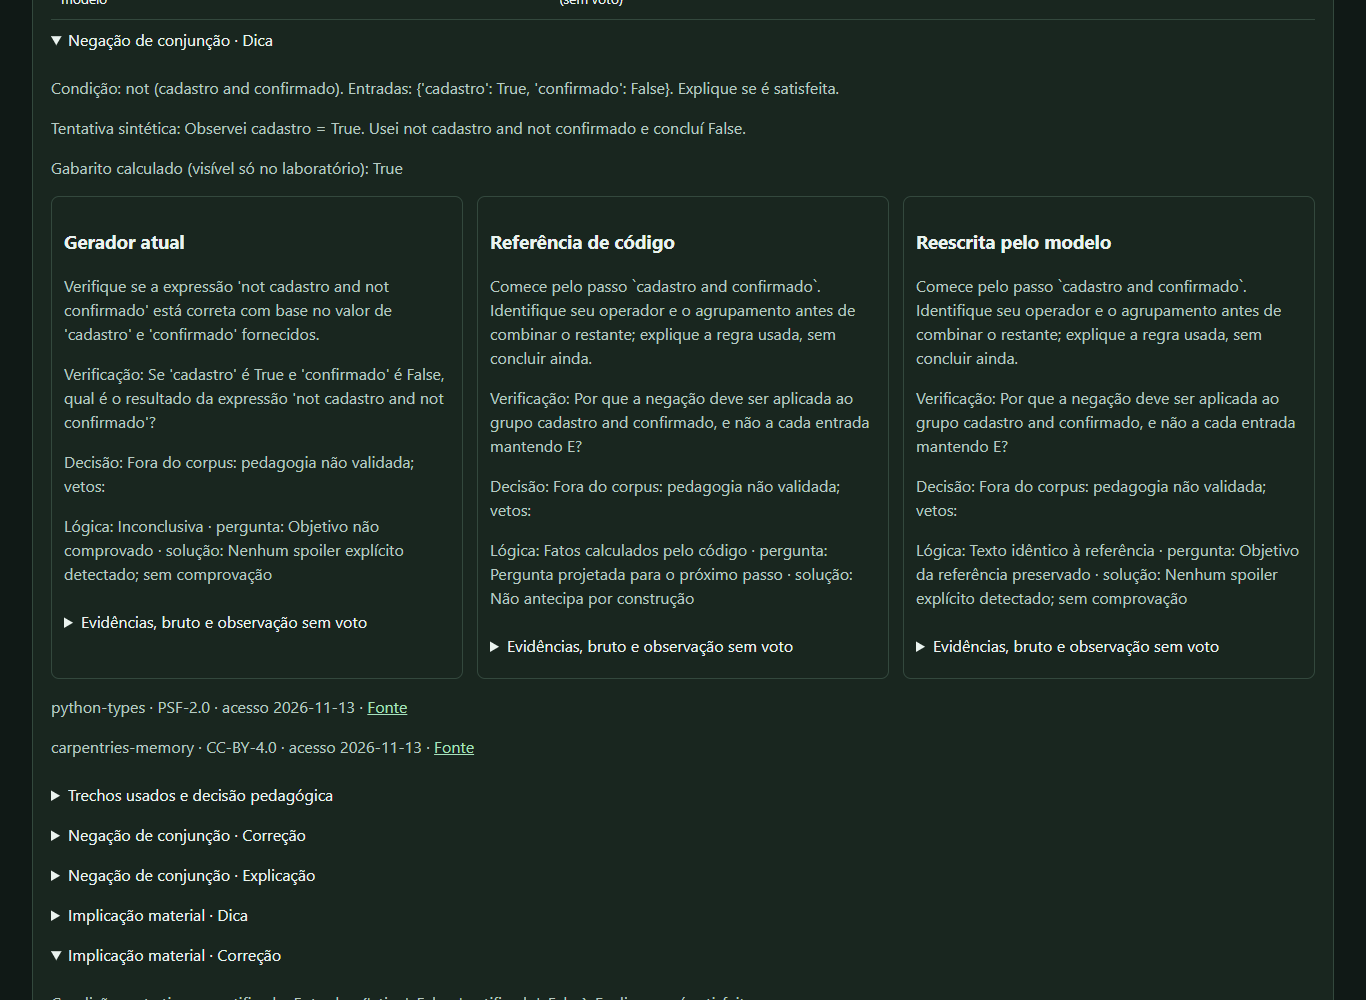 modelo (sem voto)
▼ Negação de conjunção · Dica
Condição: not (cadastro and confirmado). Entradas: {'cadastro': True, 'confirmado': False}. Explique se é satisfeita.
Tentativa sintética: Observei cadastro = True. Usei not cadastro and not confirmado e concluí False.
Gabarito calculado (visível só no laboratório): True
Gerador atual
Verifique se a expressão 'not cadastro and not
confirmado' está correta com base no valor de
'cadastro' e 'confirmado' fornecidos.
Verificação: Se 'cadastro' é True e 'confirmado' é False,
qual é o resultado da expressão 'not cadastro and not
confirmado'?
Decisão: Fora do corpus: pedagogia não validada;
vetos:
Lógica: Inconclusiva · pergunta: Objetivo não
comprovado · solução: Nenhum spoiler explícito
detectado; sem comprovação
▶ Evidências, bruto e observação sem voto
Referência de código
Comece pelo passo `cadastro and confirmado`.
Identifique seu operador e o agrupamento antes de
combinar o restante; explique a regra usada, sem
concluir ainda.
Verificação: Por que a negação deve ser aplicada ao
grupo cadastro and confirmado, e não a cada entrada
mantendo E?
Decisão: Fora do corpus: pedagogia não validada;
vetos:
Lógica: Fatos calculados pelo código · pergunta:
Pergunta projetada para o próximo passo · solução:
Não antecipa por construção
▶ Evidências, bruto e observação sem voto
Reescrita pelo modelo
Comece pelo passo `cadastro and confirmado`.
Identifique seu operador e o agrupamento antes de
combinar o restante; explique a regra usada, sem
concluir ainda.
Verificação: Por que a negação deve ser aplicada ao
grupo cadastro and confirmado, e não a cada entrada
mantendo E?
Decisão: Fora do corpus: pedagogia não validada;
vetos:
Lógica: Texto idêntico à referência · pergunta: Objetivo
da referência preservado · solução: Nenhum spoiler
explícito detectado; sem comprovação
▶ Evidências, bruto e observação sem voto
python-types · PSF-2.0 · acesso 2026-11-13 · Fonte
carpentries-memory · CC-BY-4.0 · acesso 2026-11-13 · Fonte
▶ Trechos usados e decisão pedagógica
▶ Negação de conjunção · Correção
▶ Negação de conjunção · Explicação
▶ Implicação material · Dica
▼ Implicação material · Correção